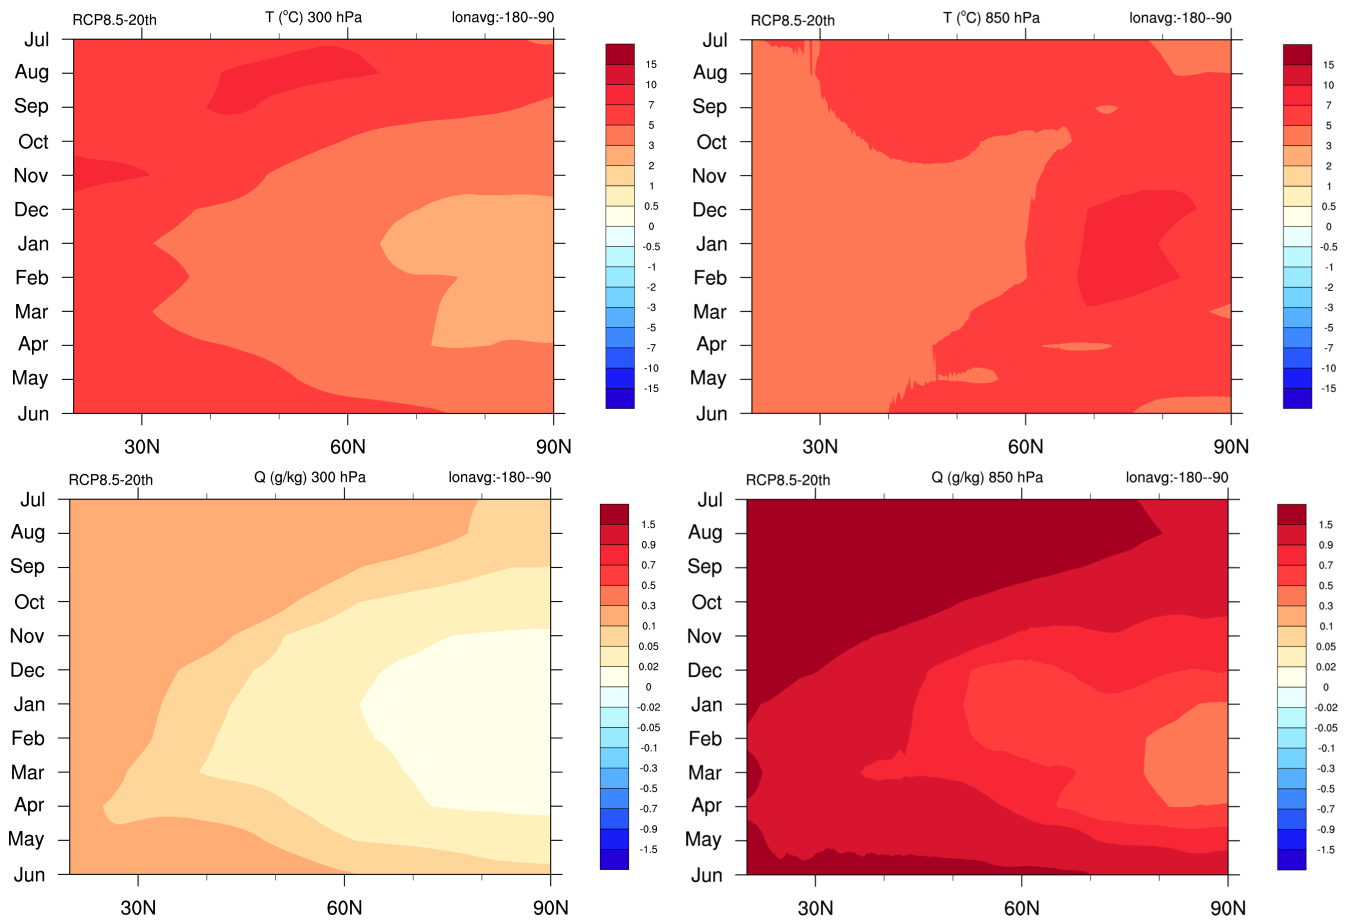 RCP8.5-20th T (°C) 300 hPa lonavg:-180--90
Jul
Aug
Sep
Oct
Nov
Dec
Jan
Feb
Mar
Apr
May
Jun
30N 60N 90N
15
10
7
5
3
2
1
0.5
0
-0.5
-1
-2
-3
-5
-7
-10
-15
RCP8.5-20th T (°C) 850 hPa lonavg:-180--90
Jul
Aug
Sep
Oct
Nov
Dec
Jan
Feb
Mar
Apr
May
Jun
30N 60N 90N
15
10
7
5
3
2
1
0.5
0
-0.5
-1
-2
-3
-5
-7
-10
-15
RCP8.5-20th Q (g/kg) 300 hPa lonavg:-180--90
Jul
Aug
Sep
Oct
Nov
Dec
Jan
Feb
Mar
Apr
May
Jun
30N 60N 90N
1.5
0.9
0.7
0.5
0.3
0.1
0.05
0.02
0
-0.02
-0.05
-0.1
-0.3
-0.5
-0.7
-0.9
-1.5
RCP8.5-20th Q (g/kg) 850 hPa lonavg:-180--90
Jul
Aug
Sep
Oct
Nov
Dec
Jan
Feb
Mar
Apr
May
Jun
30N 60N 90N
1.5
0.9
0.7
0.5
0.3
0.1
0.05
0.02
0
-0.02
-0.05
-0.1
-0.3
-0.5
-0.7
-0.9
-1.5